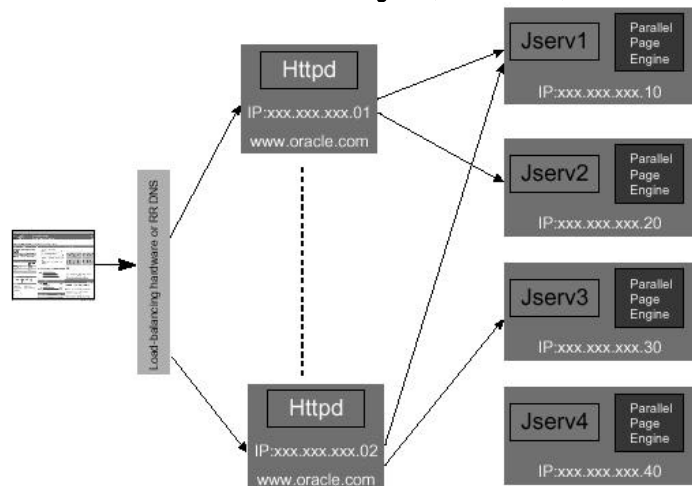 Load-balancing hardware or RR DNS
Httpd
IP:xxx.xxx.xxx.01
www.oracle.com
Httpd
IP:xxx.xxx.xxx.02
www.oracle.com
Jserv1
Parallel
Page
Engine
IP:xxx.xxx.xxx.10
Jserv2
Parallel
Page
Engine
IP:xxx.xxx.xxx.20
Jserv3
Parallel
Page
Engine
IP:xxx.xxx.xxx.30
Jserv4
Parallel
Page
Engine
IP:xxx.xxx.xxx.40